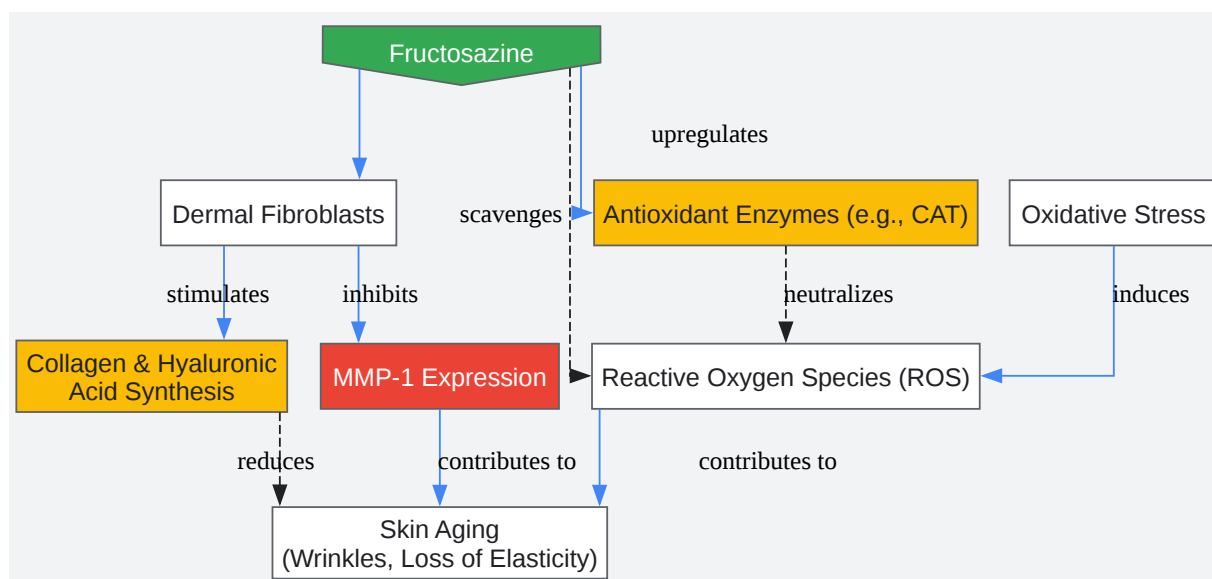 Fructosazine
upregulates
Dermal Fibroblasts
scavenges
Antioxidant Enzymes (e.g., CAT)
Oxidative Stress
stimulates
inhibits
neutralizes
induces
Collagen & Hyaluronic
Acid Synthesis
MMP-1 Expression
Reactive Oxygen Species (ROS)
reduces
contributes to
contributes to
Skin Aging
(Wrinkles, Loss of Elasticity)